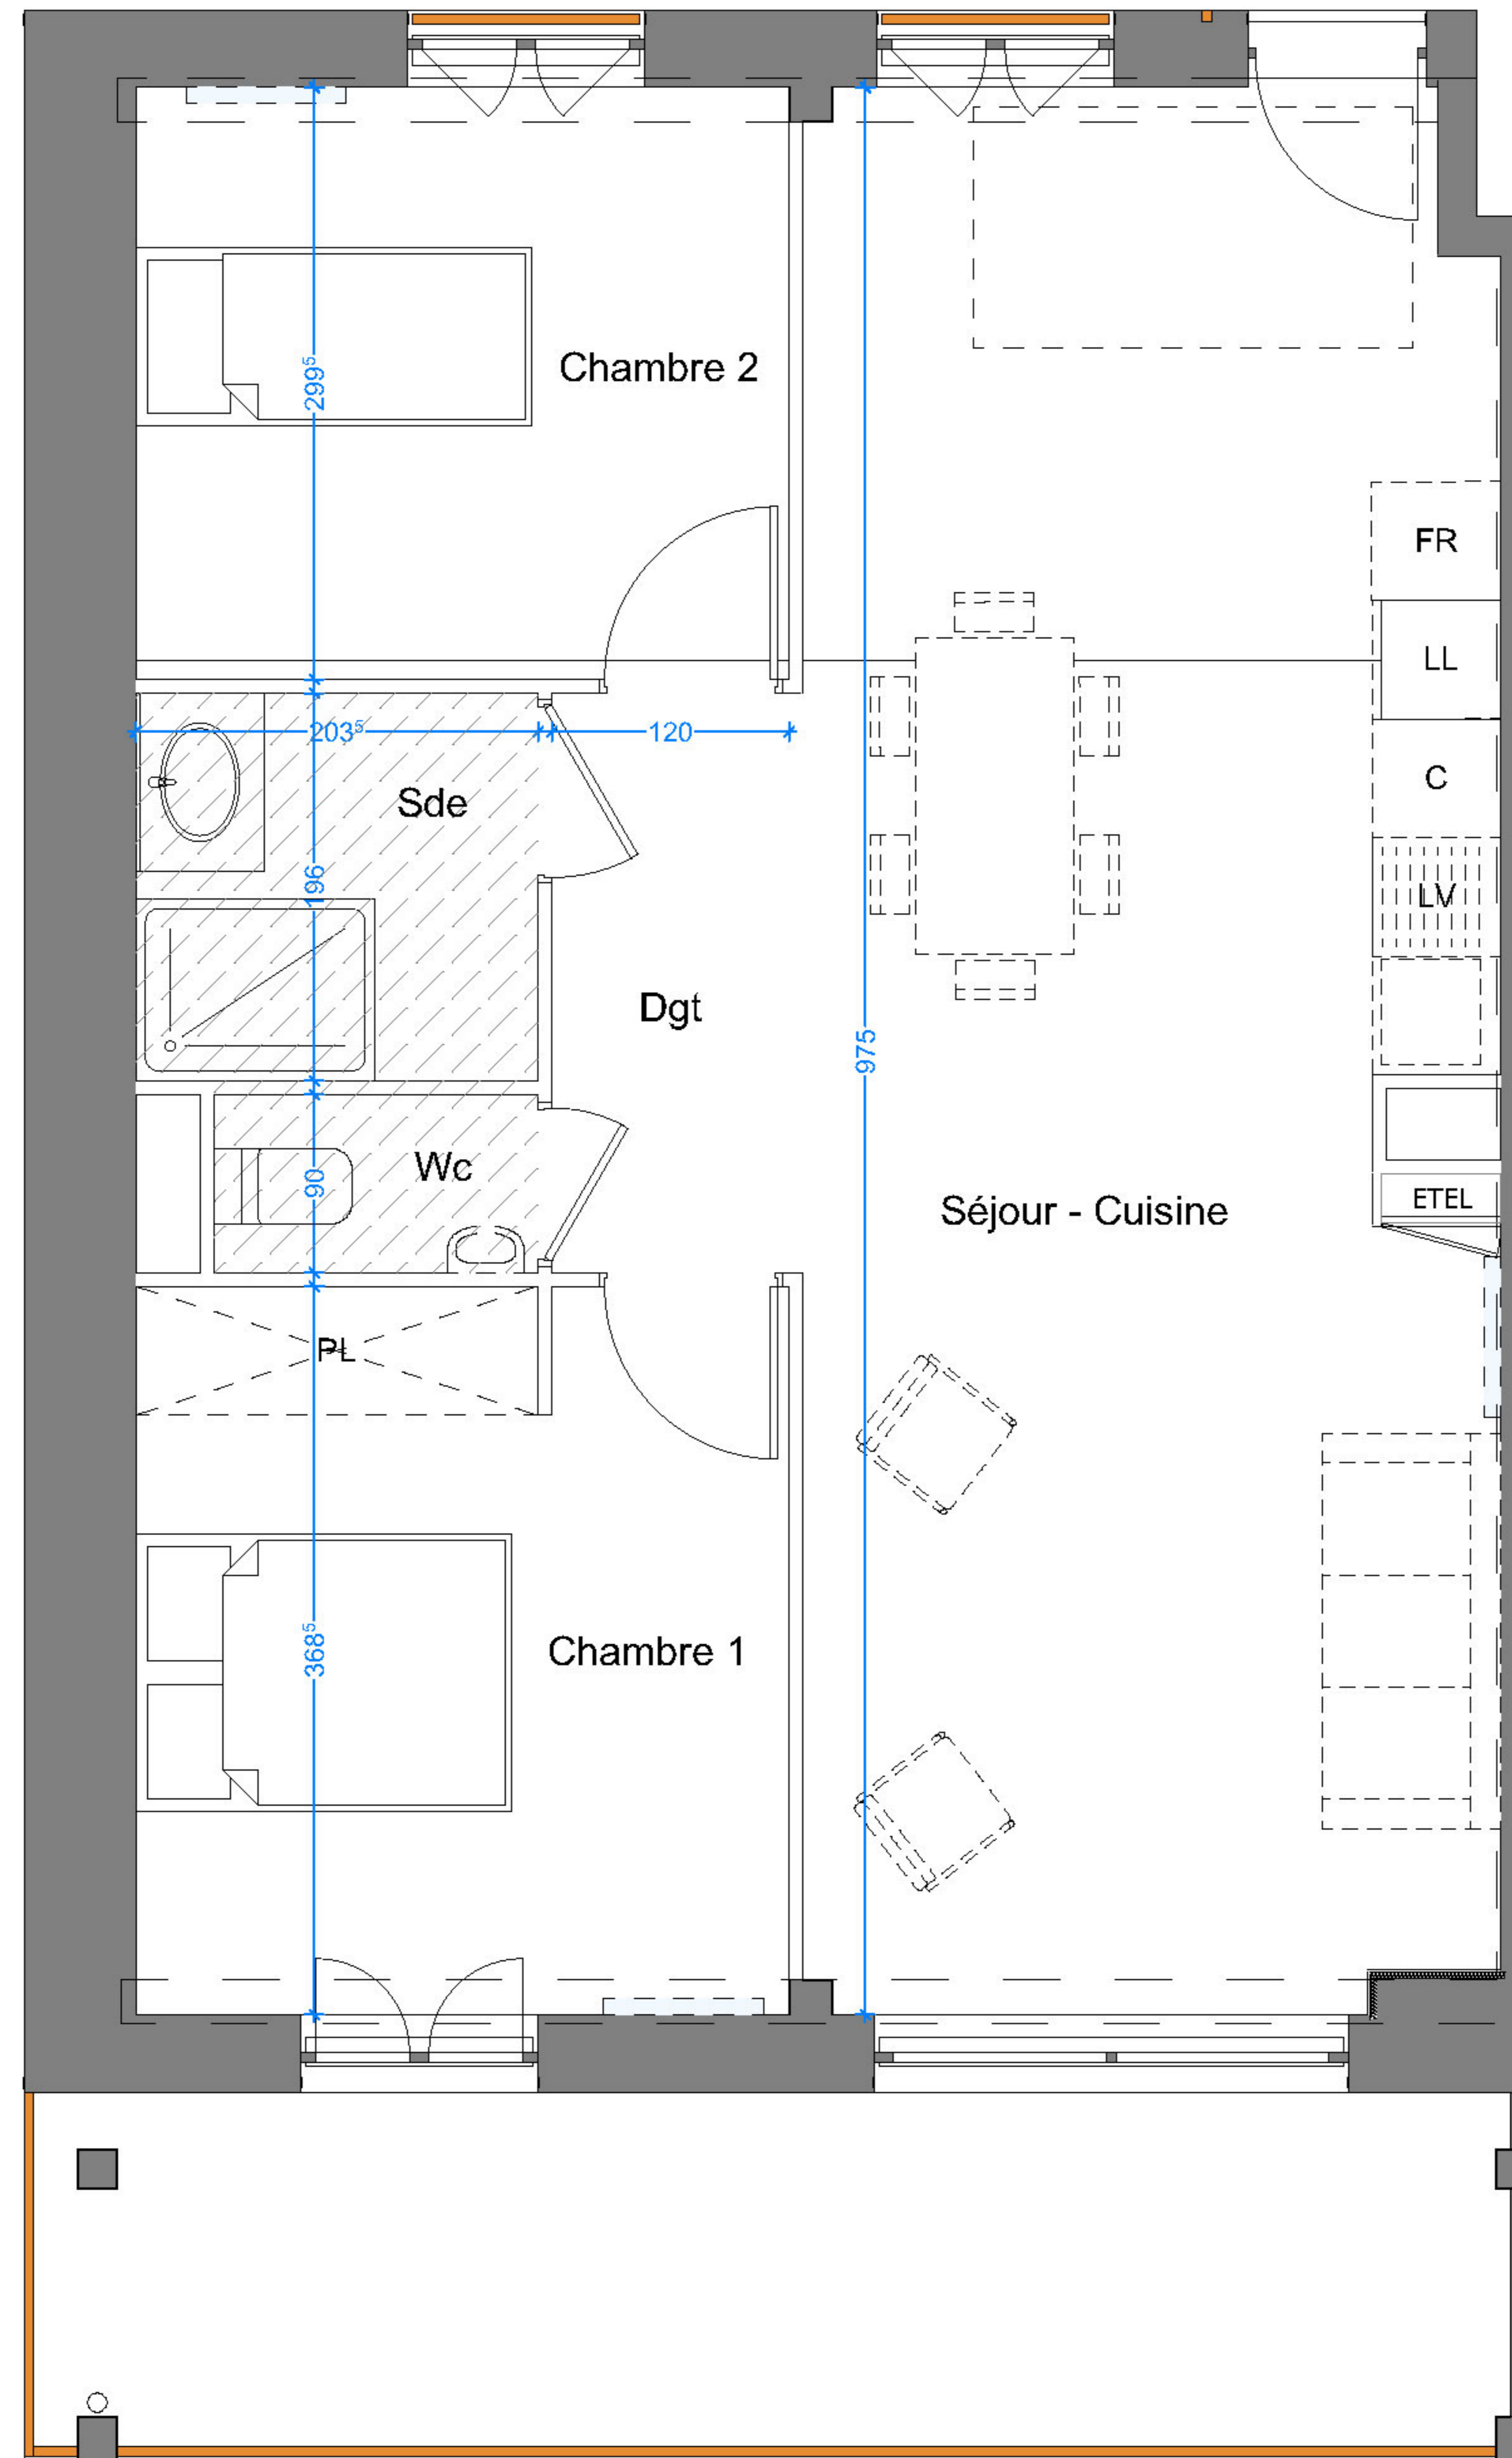 Chambre 2
299⁵
FR
LL
203⁵
120
C
Sde
196
LV
Dgt
975
Wc
90
ETEL
Séjour - Cuisine
PL
368⁵
Chambre 1